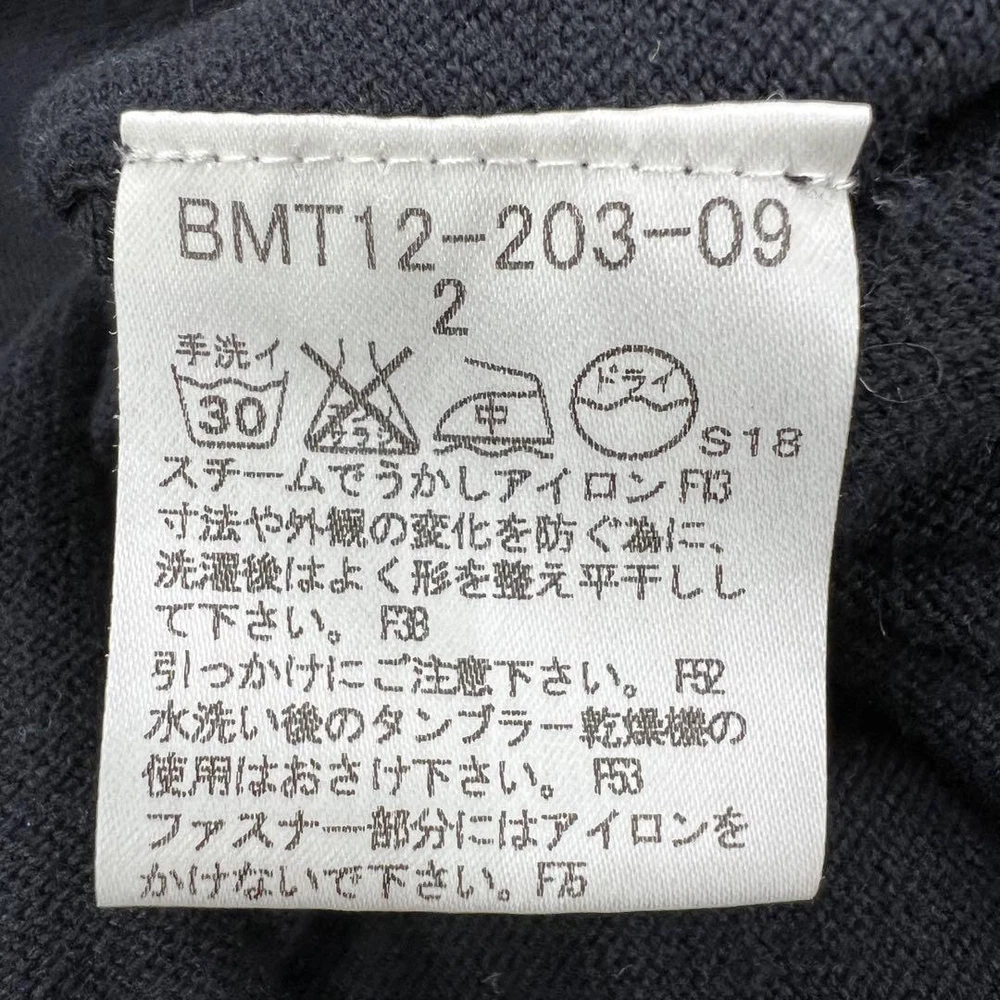 BMT12-203-09
2
手洗イ
30
エンソ
サラシ
中
ドライ
S18
スチームでうかしアイロン F13
寸法や外観の変化を防ぐ為に、
洗濯後はよく形を整え平干しし
て下さい。 F38
引っかけにご注意下さい。 F52
水洗い後のタンブラー乾燥機の
使用はおさけ下さい。 F53
ファスナー部分にはアイロンを
かけないで下さい。 F75